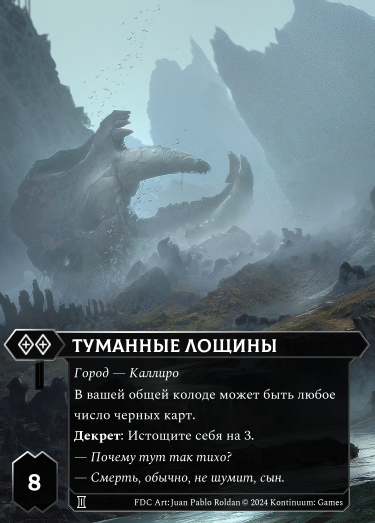 ТУМАННЫЕ ЛОЩИНЫ
Город — Каллиро
В вашей общей колоде может быть любое
число черных карт.
Декрет: Истощите себя на 3.
— Почему тут так тихо?
— Смерть, обычно, не шумит, сын.
8
FDC Art: Juan Pablo Roldan © 2024 Kontinuum: Games